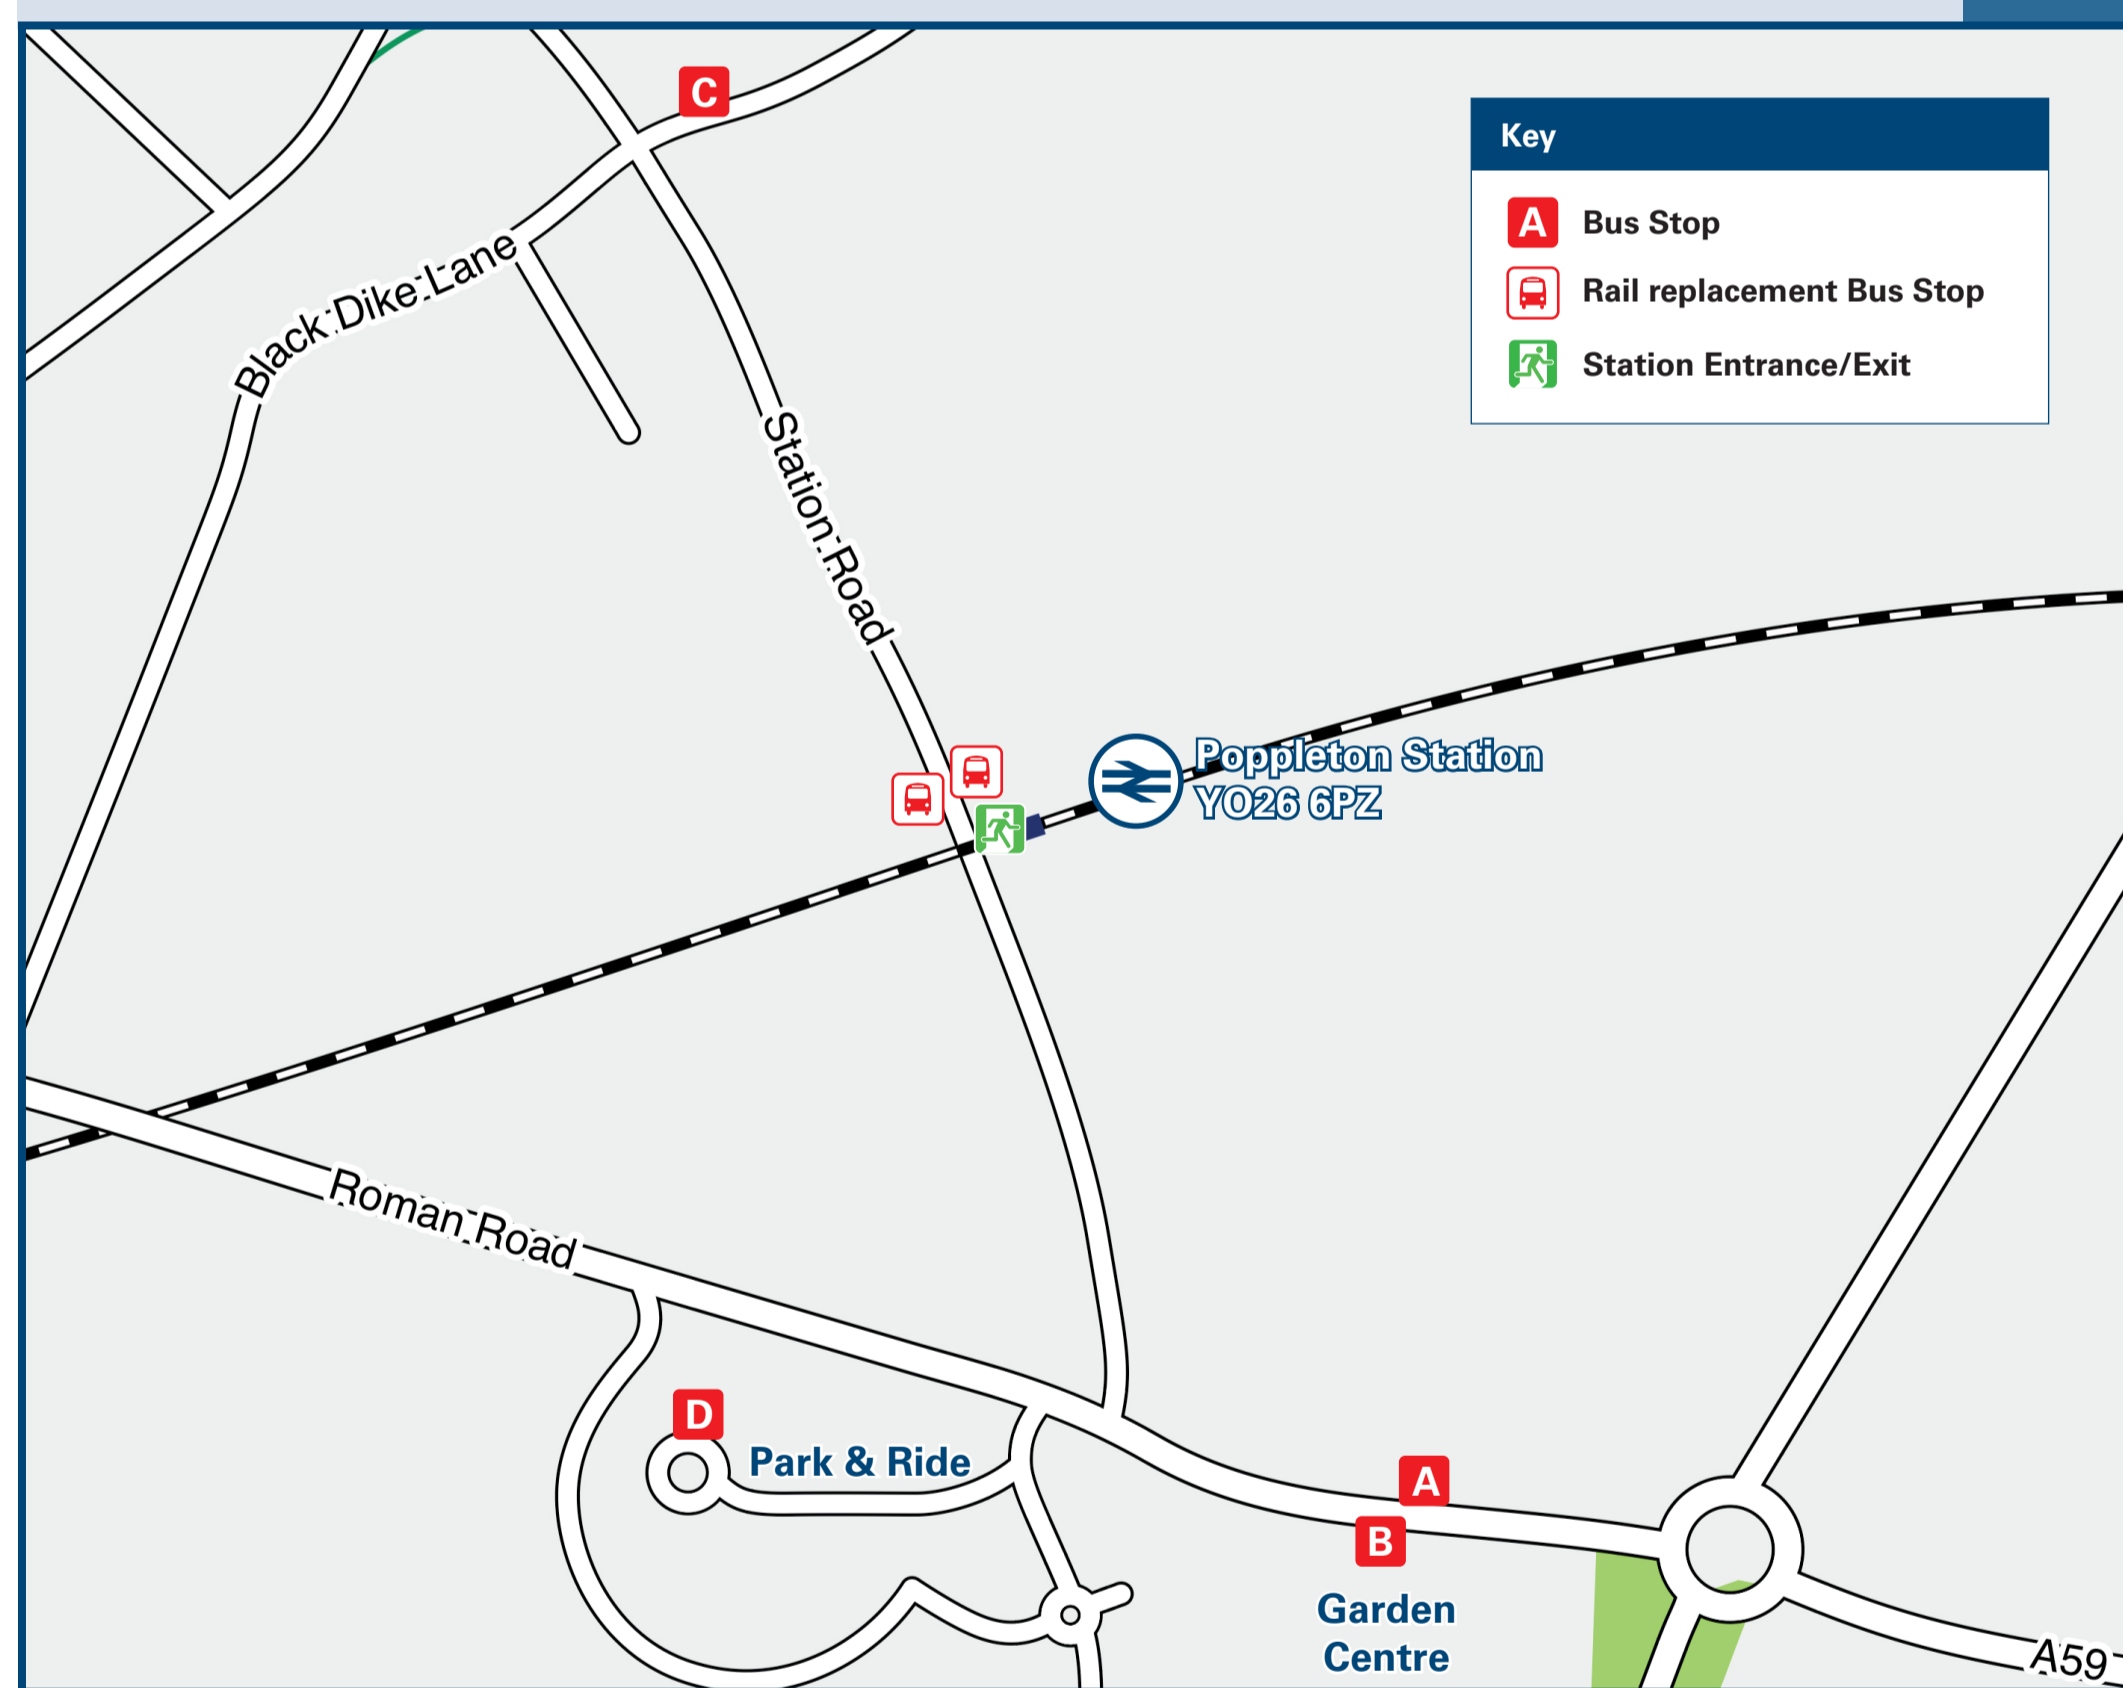 C
Key
A Bus Stop
Rail replacement Bus Stop
Station Entrance/Exit
Black Dike Lane
Station Road
Poppleton Station
YO26 6PZ
Roman Road
D
Park & Ride
A
B
Garden
Centre
A59